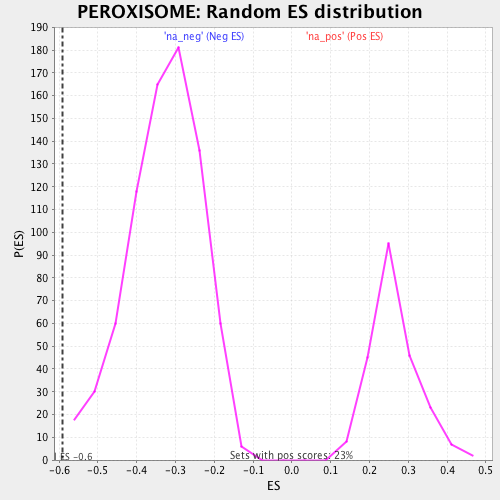 PEROXISOME: Random ES distribution
'na_neg' (Neg ES) 'na_pos' (Pos ES)
190
180
170
160
150
140
130
120
110
100
90
80
70
60
50
40
30
20
10
0
P(ES)
ES -0.6
Sets with pos scores: 23%
-0.6 -0.5 -0.4 -0.3 -0.2 -0.1 0.0 0.1 0.2 0.3 0.4 0.5
ES